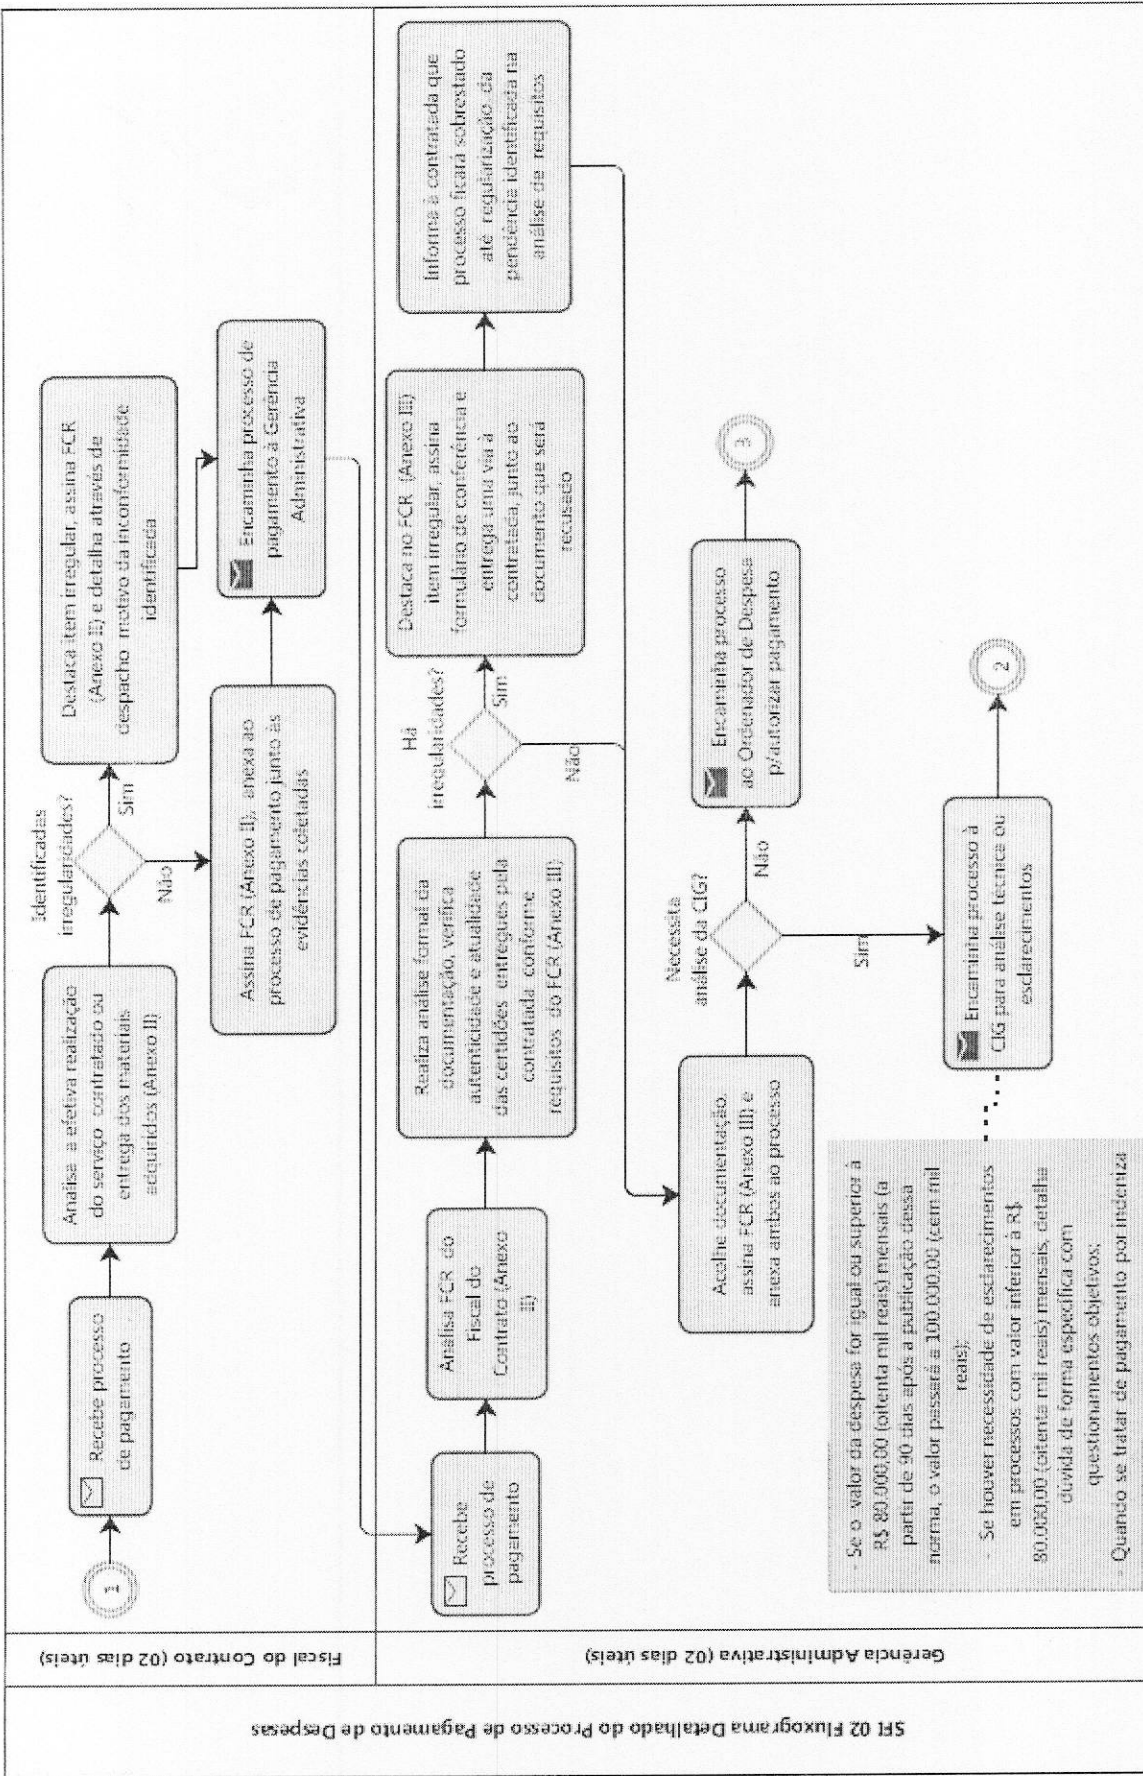 SFI 02 Fluxograma Detalhado do Processo de Pagamento de Despesas
Fiscal do Contrato (02 dias úteis)
1
Recebe processo
de pagamento
Analisa a efetiva realização
do serviço contratado ou
entrega dos materiais
adquiridos (Anexo II)
Identificadas
irregularidades?
Sim
Não
Destaca item irregular, assina FCR
(Anexo II) e detalha através de
despacho motivo da inconformidade
identificada
Assina FCR (Anexo II), anexa ao
processo de pagamento junto às
evidências coletadas
Encaminha processo de
pagamento à Gerência
Administrativa
Gerência Administrativa (02 dias úteis)
Recebe
processo de
pagamento
Analisa FCR do
Fiscal do
Contrato (Anexo
II)
Realiza análise formal da
documentação, verifica
autenticidade e atualidade
das certidões entregues pela
contratada conforme
requisitos do FCR (Anexo III)
Há
irregularidades?
Sim
Não
Destaca no FCR (Anexo III)
item irregular, assina
formulário de conferência e
entrega uma via à
contratada, junto ao
documento que será
recusado
Informa à contratada que
processo ficará sobrestado
até regularização da
pendência identificada na
análise de requisitos
Acolhe documentação,
assina FCR (Anexo III) e
anexa ambos ao processo
Necessita
análise da CIG?
Não
Sim
Encaminha processo
ao Ordenador de Despesa
p/autorizar pagamento
3
Encaminha processo à
CIG para análise técnica ou
esclarecimentos
2
- Se o valor da despesa for igual ou superior à
R$ 80.000,00 (oitenta mil reais) mensais (a
partir de 90 dias após a publicação dessa
norma, o valor passará a 100.000,00 (cem mil
reais);
- Se houver necessidade de esclarecimentos
em processos com valor inferior à R$
80.000,00 (oitenta mil reais) mensais, detalha
dúvida de forma específica com
questionamentos objetivos;
- Quando se tratar de pagamento por indeniza